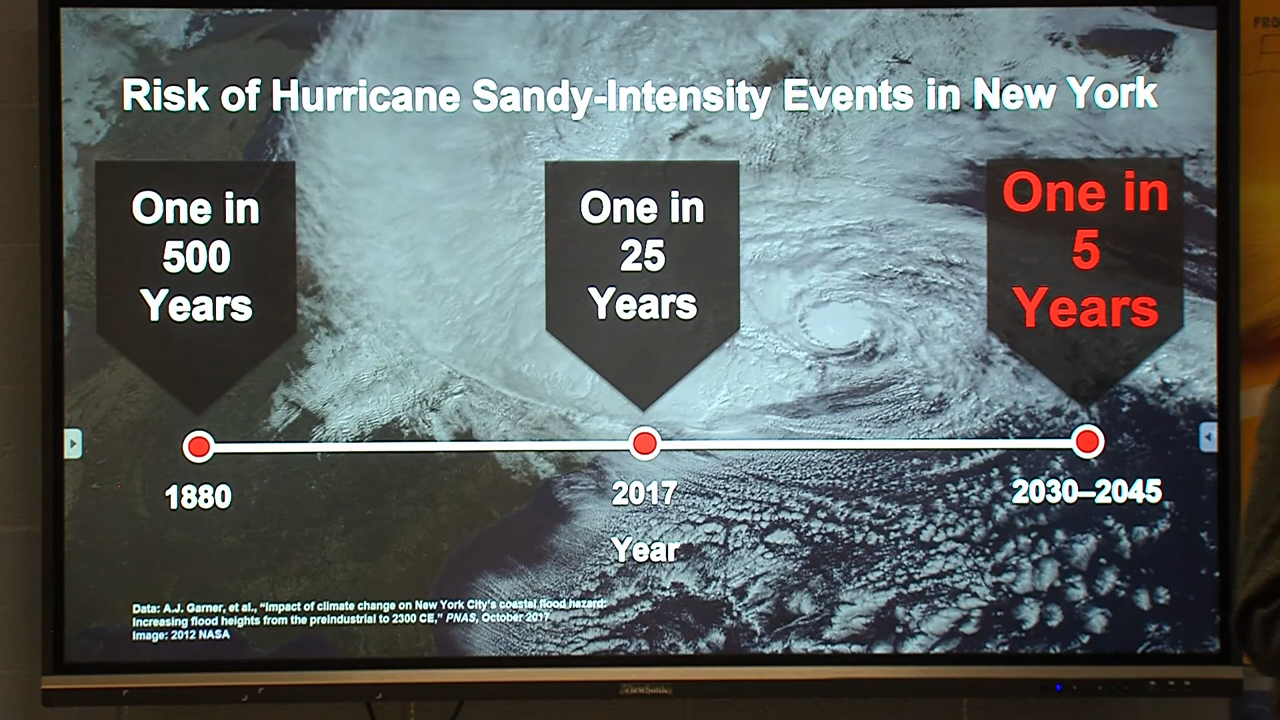 Risk of Hurricane Sandy-Intensity Events in New York
One in
500
Years
One in
25
Years
One in
5
Years
1880
2017
2030–2045
Year
Data: A.J. Garner, et al., "Impact of climate change on New York City's coastal flood hazard:
Increasing flood heights from the preindustrial to 2300 CE," PNAS, October 2017
Image: 2012 NASA
ViewSonic
FRO